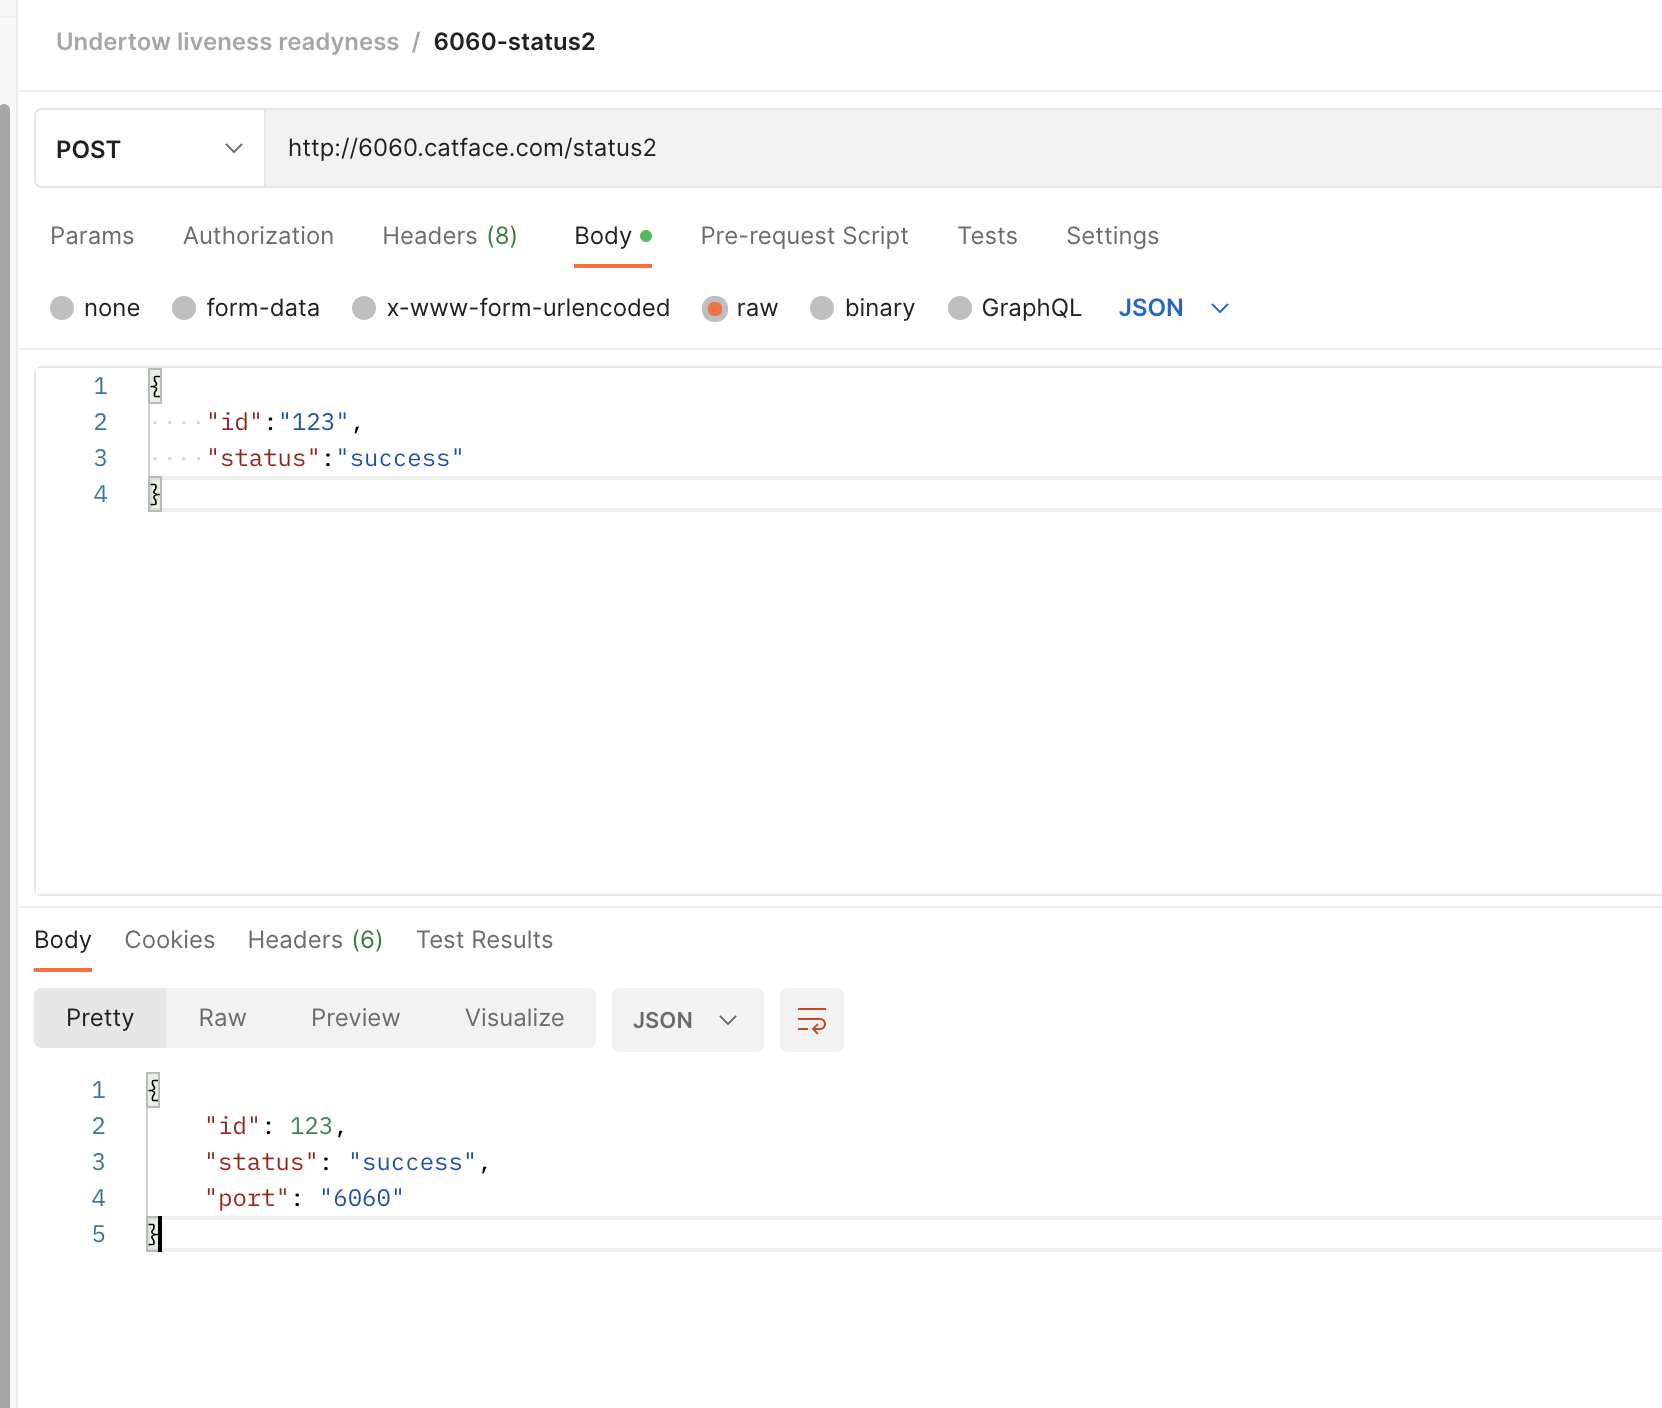 Undertow liveness readyness / 6060-status2
POST http://6060.catface.com/status2
Params Authorization Headers (8) Body Pre-request Script Tests Settings
none form-data x-www-form-urlencoded raw binary GraphQL JSON
1 {
2 ····"id":"123",
3 ····"status":"success"
4 }
Body Cookies Headers (6) Test Results
Pretty Raw Preview Visualize JSON
1 {
2     "id": 123,
3     "status": "success",
4     "port": "6060"
5 }